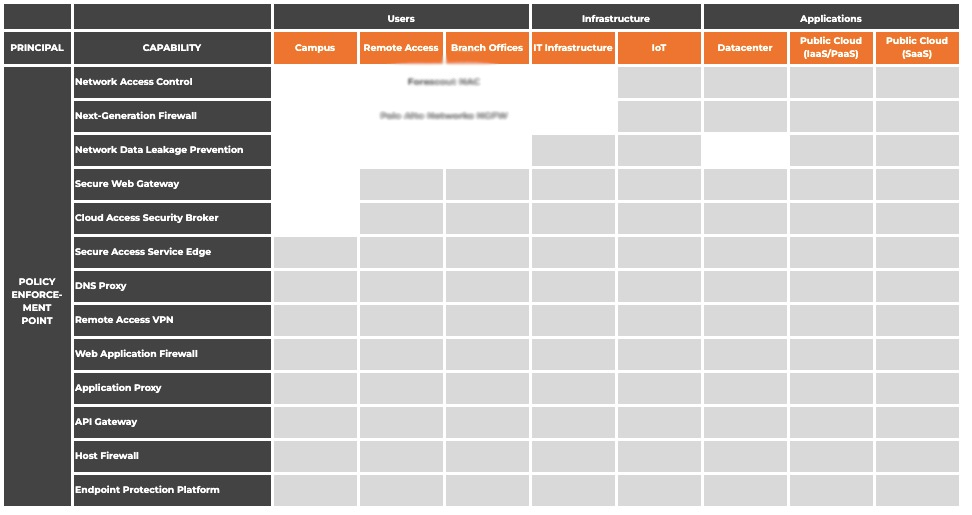 Users
Infrastructure
Applications
PRINCIPAL
CAPABILITY
Campus
Remote Access
Branch Offices
IT Infrastructure
IoT
Datacenter
Public Cloud
(IaaS/PaaS)
Public Cloud
(SaaS)
POLICY
ENFORCE-
MENT
POINT
Network Access Control
Forescout NAC
Next-Generation Firewall
Palo Alto Networks NGFW
Network Data Leakage Prevention
Secure Web Gateway
Cloud Access Security Broker
Secure Access Service Edge
DNS Proxy
Remote Access VPN
Web Application Firewall
Application Proxy
API Gateway
Host Firewall
Endpoint Protection Platform